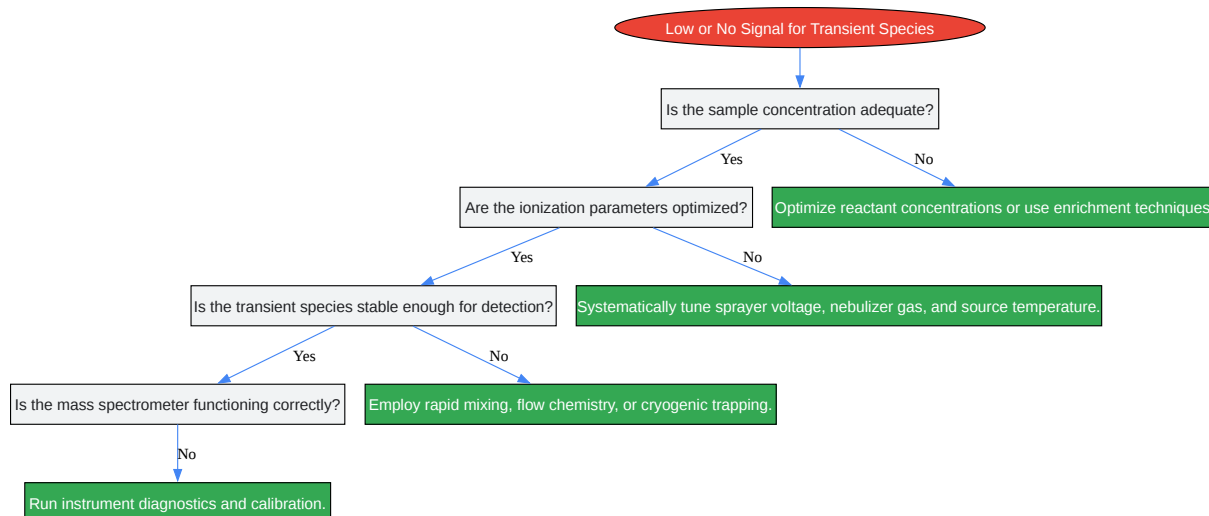 Low or No Signal for Transient Species
Is the sample concentration adequate?
Yes
No
Are the ionization parameters optimized?
Optimize reactant concentrations or use enrichment techniques
Yes
No
Is the transient species stable enough for detection?
Systematically tune sprayer voltage, nebulizer gas, and source temperature.
Yes
No
Is the mass spectrometer functioning correctly?
Employ rapid mixing, flow chemistry, or cryogenic trapping.
No
Run instrument diagnostics and calibration.